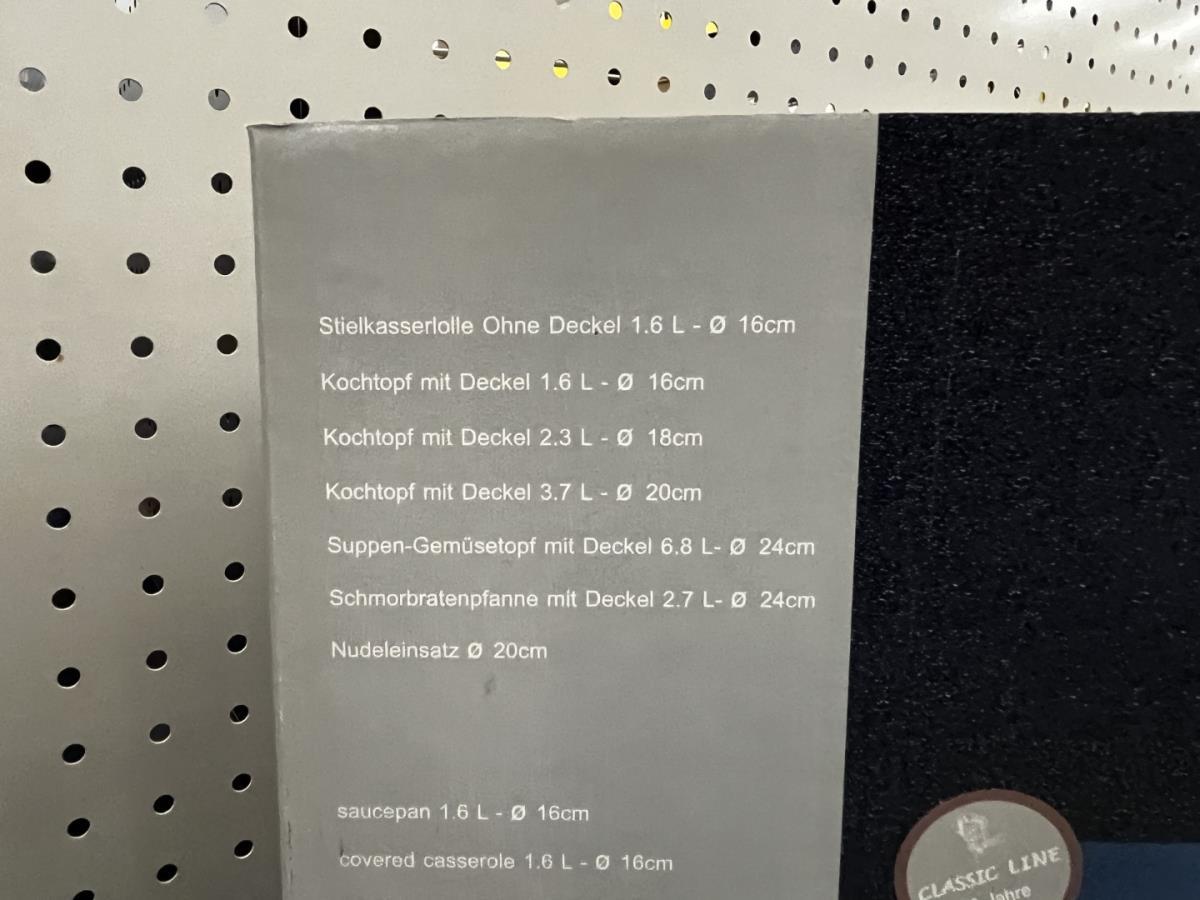 Stielkasserlolle Ohne Deckel 1.6 L - Ø 16cm
Kochtopf mit Deckel 1.6 L - Ø 16cm
Kochtopf mit Deckel 2.3 L - Ø 18cm
Kochtopf mit Deckel 3.7 L - Ø 20cm
Suppen-Gemüsetopf mit Deckel 6.8 L- Ø 24cm
Schmorbratenpfanne mit Deckel 2.7 L- Ø 24cm
Nudeleinsatz Ø 20cm
saucepan 1.6 L - Ø 16cm
covered casserole 1.6 L - Ø 16cm
CLASSIC LINE
Jahre